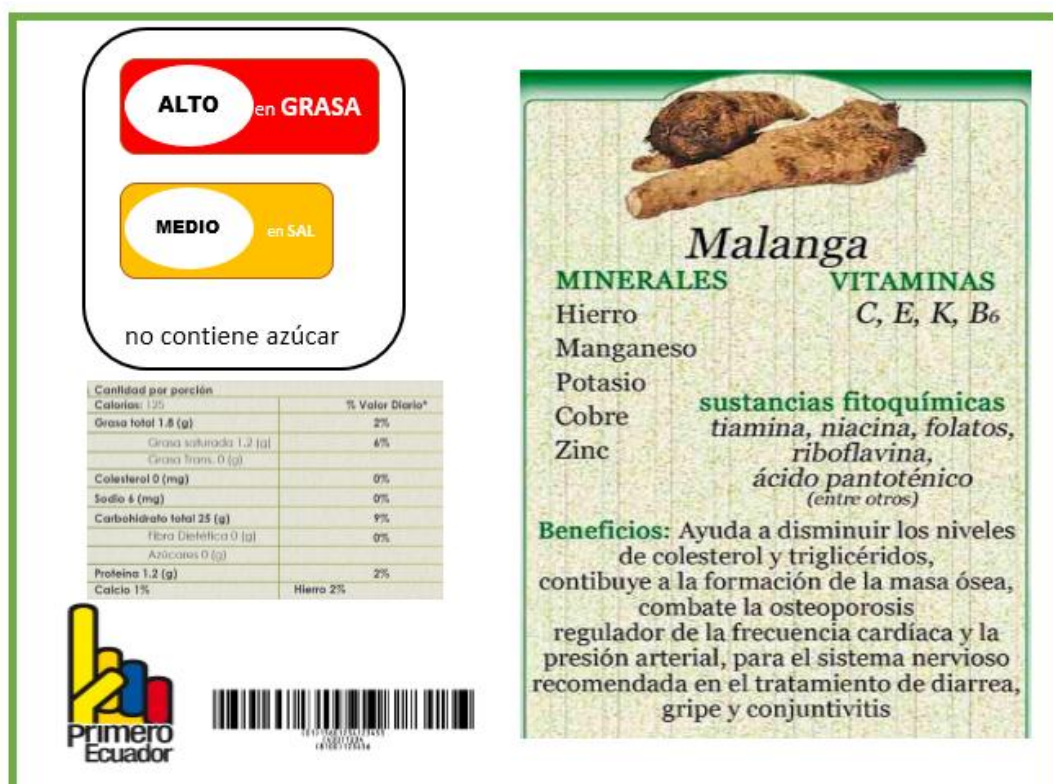 ALTO en GRASA
MEDIO en SAL
no contiene azúcar
Cantidad por porción
Calorías: 125 % Valor Diario*
Grasa total 1.8 (g) 2%
Grasa saturada 1.2 (g) 6%
Grasa Trans. 0 (g)
Colesterol 0 (mg) 0%
Sodio 6 (mg) 0%
Carbohidrato total 25 (g) 9%
Fibra Dietética 0 (g) 0%
Azúcares 0 (g)
Proteína 1.2 (g) 2%
Calcio 1% Hierro 2%
Primero
Ecuador
Malanga
MINERALES
Hierro
Manganeso
Potasio
Cobre
Zinc
VITAMINAS
C, E, K, B6
sustancias fitoquímicas
tiamina, niacina, folatos,
riboflavina,
ácido pantoténico
(entre otros)
Beneficios: Ayuda a disminuir los niveles
de colesterol y triglicéridos,
contibuye a la formación de la masa ósea,
combate la osteoporosis
regulador de la frecuencia cardíaca y la
presión arterial, para el sistema nervioso
recomendada en el tratamiento de diarrea,
gripe y conjuntivitis